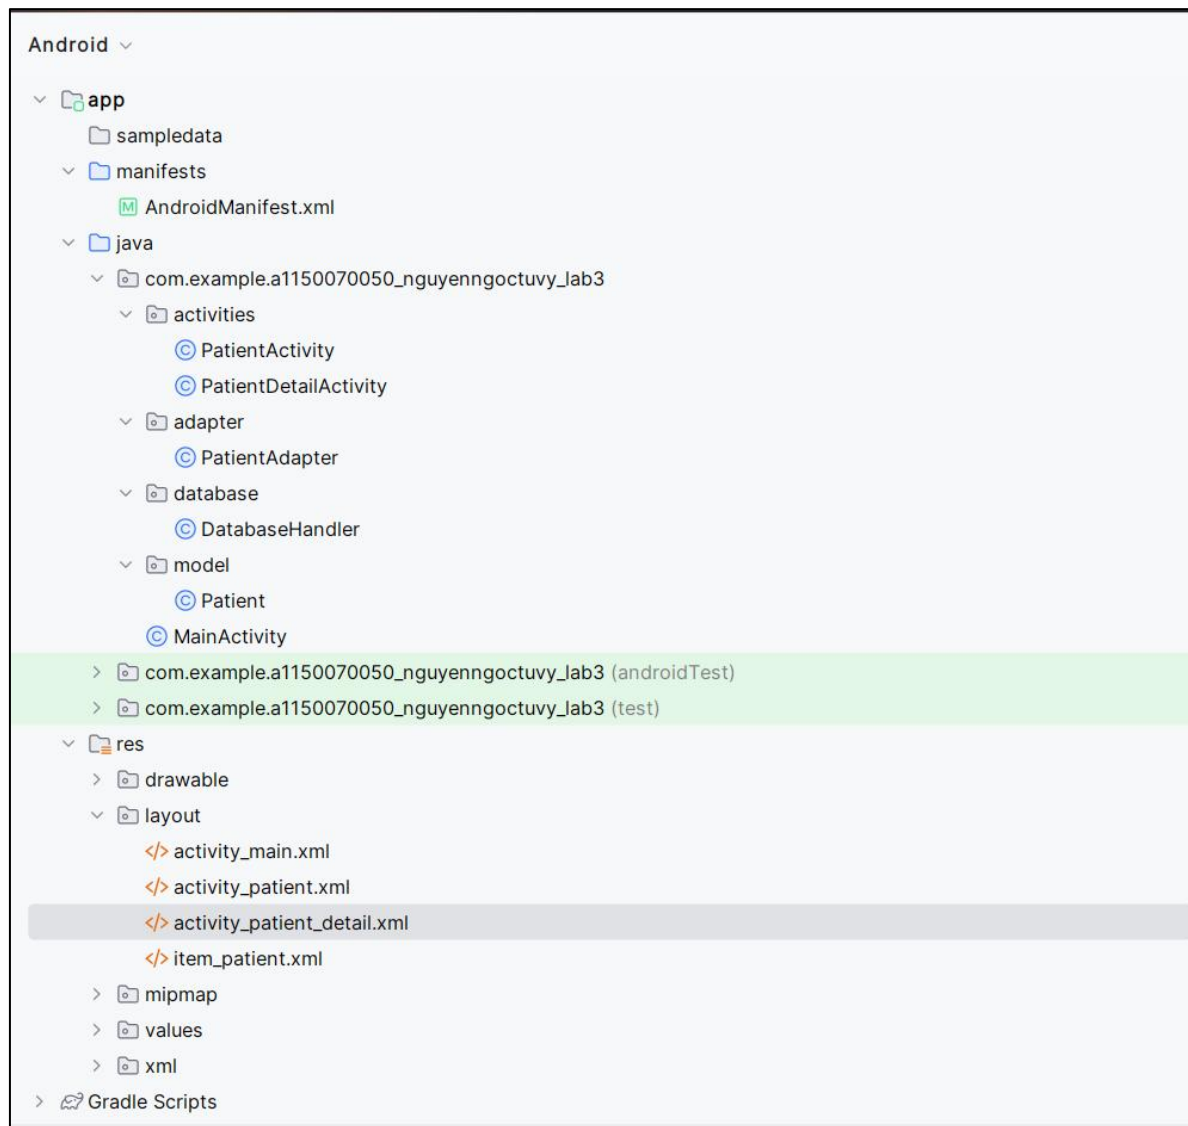 Android
app
sampledata
manifests
M AndroidManifest.xml
java
com.example.a1150070050_nguyenngoctuvy_lab3
activities
C PatientActivity
C PatientDetailActivity
adapter
C PatientAdapter
database
C DatabaseHandler
model
C Patient
C MainActivity
com.example.a1150070050_nguyenngoctuvy_lab3 (androidTest)
com.example.a1150070050_nguyenngoctuvy_lab3 (test)
res
drawable
layout
</> activity_main.xml
</> activity_patient.xml
</> activity_patient_detail.xml
</> item_patient.xml
mipmap
values
xml
Gradle Scripts